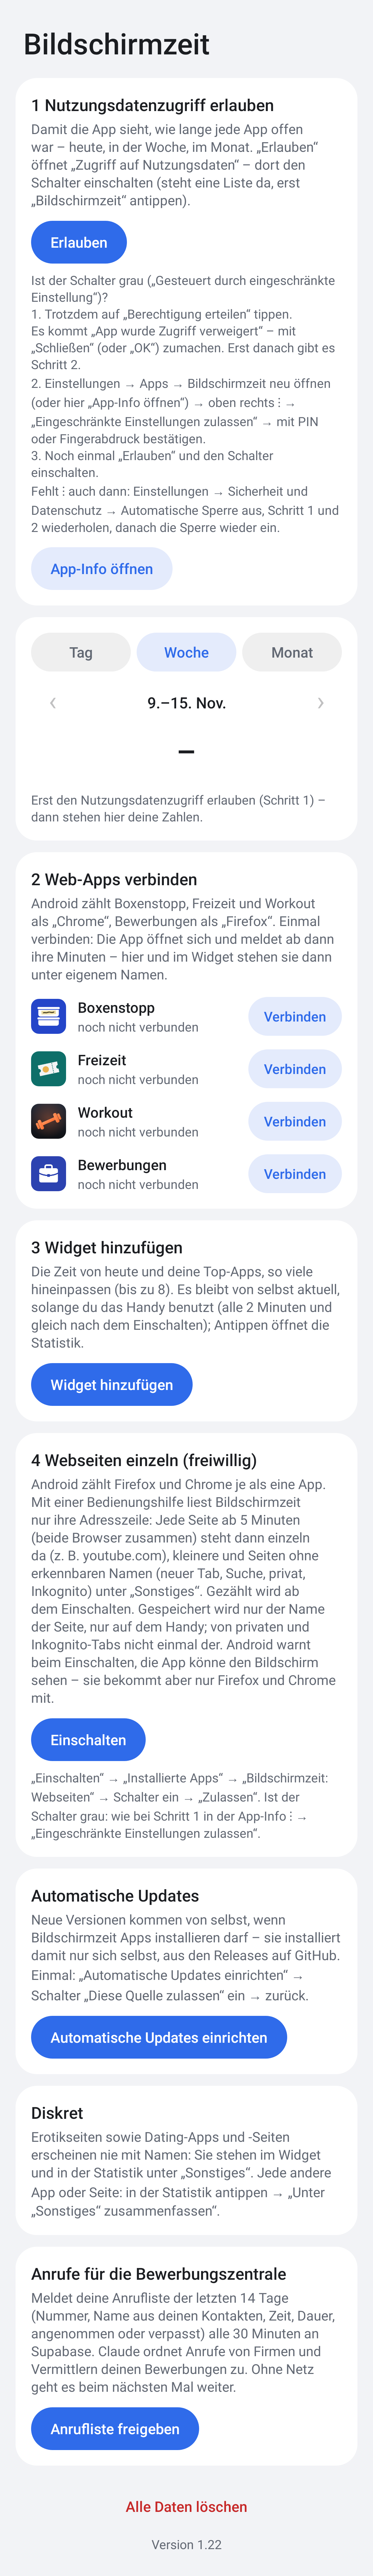 Bildschirmzeit
1 Nutzungsdatenzugriff erlauben
Damit die App sieht, wie lange jede App offen
war – heute, in der Woche, im Monat. „Erlauben“
öffnet „Zugriff auf Nutzungsdaten“ – dort den
Schalter einschalten (steht eine Liste da, erst
„Bildschirmzeit“ antippen).
Erlauben
Ist der Schalter grau („Gesteuert durch eingeschränkte
Einstellung“)?
1. Trotzdem auf „Berechtigung erteilen“ tippen.
Es kommt „App wurde Zugriff verweigert“ – mit
„Schließen“ (oder „OK“) zumachen. Erst danach gibt es
Schritt 2.
2. Einstellungen → Apps → Bildschirmzeit neu öffnen
(oder hier „App-Info öffnen“) → oben rechts ⋮ →
„Eingeschränkte Einstellungen zulassen“ → mit PIN
oder Fingerabdruck bestätigen.
3. Noch einmal „Erlauben“ und den Schalter
einschalten.
Fehlt ⋮ auch dann: Einstellungen → Sicherheit und
Datenschutz → Automatische Sperre aus, Schritt 1 und
2 wiederholen, danach die Sperre wieder ein.
App-Info öffnen
Tag Woche Monat
‹ 9.–15. Nov. ›
–
Erst den Nutzungsdatenzugriff erlauben (Schritt 1) –
dann stehen hier deine Zahlen.
2 Web-Apps verbinden
Android zählt Boxenstopp, Freizeit und Workout
als „Chrome“, Bewerbungen als „Firefox“. Einmal
verbinden: Die App öffnet sich und meldet ab dann
ihre Minuten – hier und im Widget stehen sie dann
unter eigenem Namen.
Boxenstopp
noch nicht verbunden
Verbinden
Freizeit
noch nicht verbunden
Verbinden
Workout
noch nicht verbunden
Verbinden
Bewerbungen
noch nicht verbunden
Verbinden
3 Widget hinzufügen
Die Zeit von heute und deine Top-Apps, so viele
hineinpassen (bis zu 8). Es bleibt von selbst aktuell,
solange du das Handy benutzt (alle 2 Minuten und
gleich nach dem Einschalten); Antippen öffnet die
Statistik.
Widget hinzufügen
4 Webseiten einzeln (freiwillig)
Android zählt Firefox und Chrome je als eine App.
Mit einer Bedienungshilfe liest Bildschirmzeit
nur ihre Adresszeile: Jede Seite ab 5 Minuten
(beide Browser zusammen) steht dann einzeln
da (z. B. youtube.com), kleinere und Seiten ohne
erkennbaren Namen (neuer Tab, Suche, privat,
Inkognito) unter „Sonstiges“. Gezählt wird ab
dem Einschalten. Gespeichert wird nur der Name
der Seite, nur auf dem Handy; von privaten und
Inkognito-Tabs nicht einmal der. Android warnt
beim Einschalten, die App könne den Bildschirm
sehen – sie bekommt aber nur Firefox und Chrome
mit.
Einschalten
„Einschalten“ → „Installierte Apps“ → „Bildschirmzeit:
Webseiten“ → Schalter ein → „Zulassen“. Ist der
Schalter grau: wie bei Schritt 1 in der App-Info ⋮ →
„Eingeschränkte Einstellungen zulassen“.
Automatische Updates
Neue Versionen kommen von selbst, wenn
Bildschirmzeit Apps installieren darf – sie installiert
damit nur sich selbst, aus den Releases auf GitHub.
Einmal: „Automatische Updates einrichten“ →
Schalter „Diese Quelle zulassen“ ein → zurück.
Automatische Updates einrichten
Diskret
Erotikseiten sowie Dating-Apps und -Seiten
erscheinen nie mit Namen: Sie stehen im Widget
und in der Statistik unter „Sonstiges“. Jede andere
App oder Seite: in der Statistik antippen → „Unter
„Sonstiges“ zusammenfassen“.
Anrufe für die Bewerbungszentrale
Meldet deine Anrufliste der letzten 14 Tage
(Nummer, Name aus deinen Kontakten, Zeit, Dauer,
angenommen oder verpasst) alle 30 Minuten an
Supabase. Claude ordnet Anrufe von Firmen und
Vermittlern deinen Bewerbungen zu. Ohne Netz
geht es beim nächsten Mal weiter.
Anrufliste freigeben
Alle Daten löschen
Version 1.22